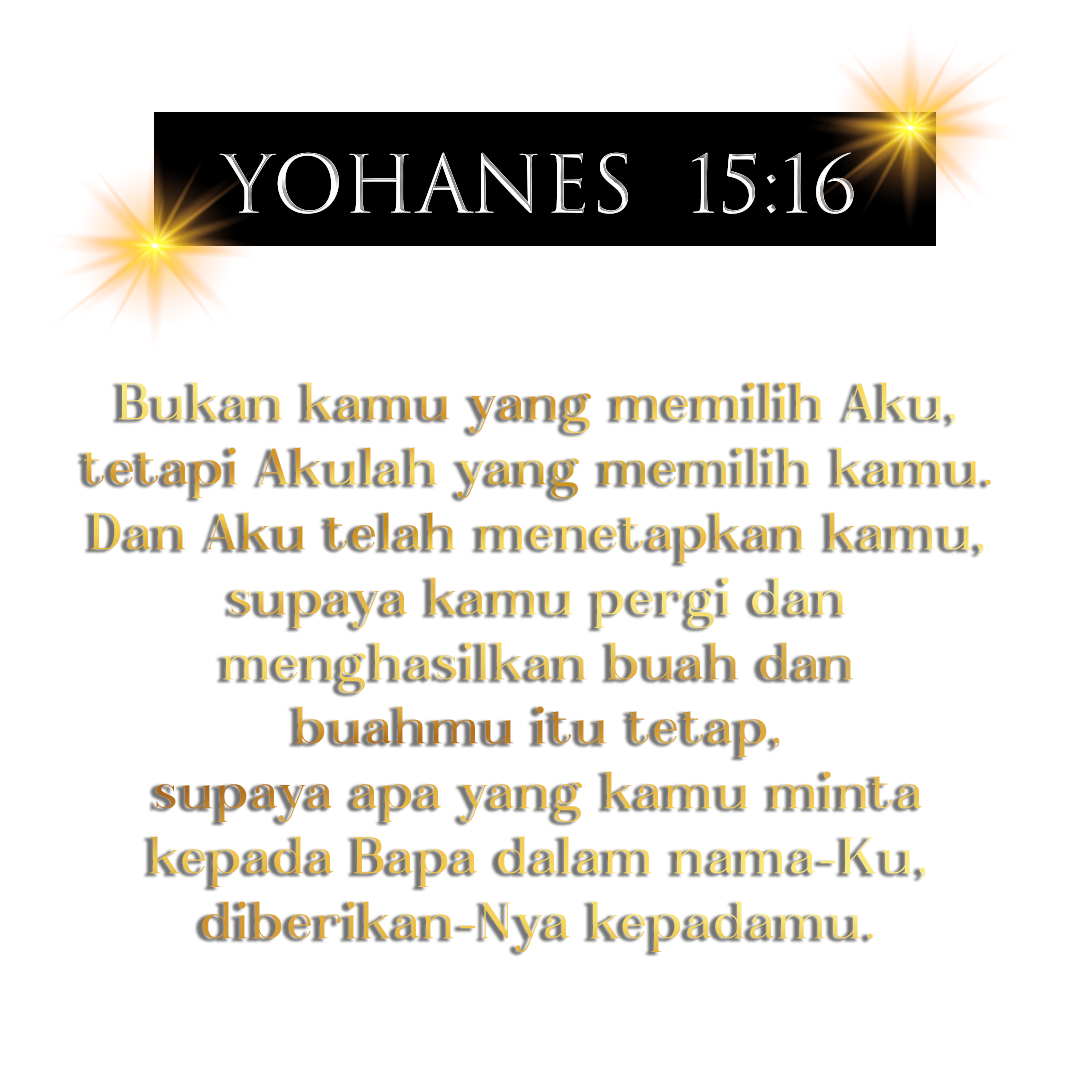 YOHANES 15:16
Bukan kamu yang memilih Aku,
tetapi Akulah yang memilih kamu.
Dan Aku telah menetapkan kamu,
supaya kamu pergi dan
menghasilkan buah dan
buahmu itu tetap,
supaya apa yang kamu minta
kepada Bapa dalam nama-Ku,
diberikan-Nya kepadamu.